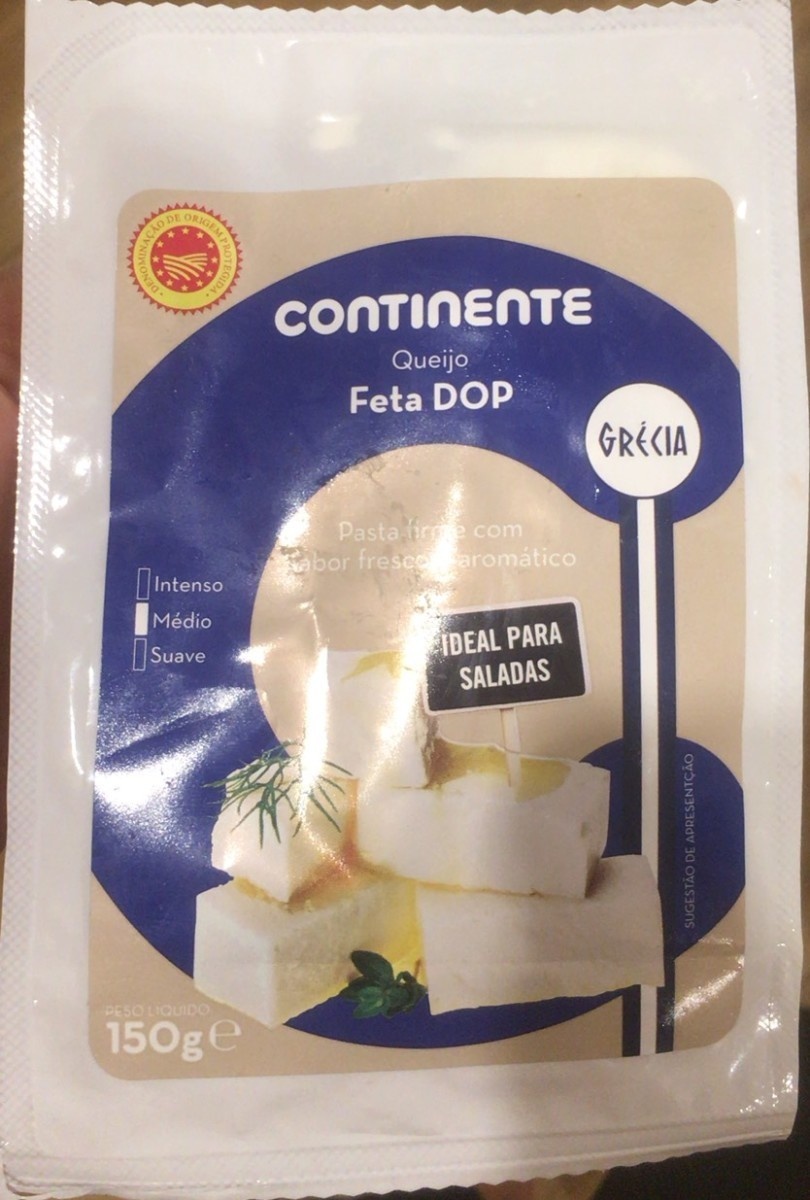 DENOMINAÇÃO DE ORIGEM PROTEGIDA
CONTINENTE
Queijo
Feta DOP
GRÉCIA
Pasta firme com
sabor fresco aromático
Intenso
Médio
Suave
IDEAL PARA
SALADAS
SUGESTÃO DE APRESENTÇÃO
PESO LÍQUIDO
150g e